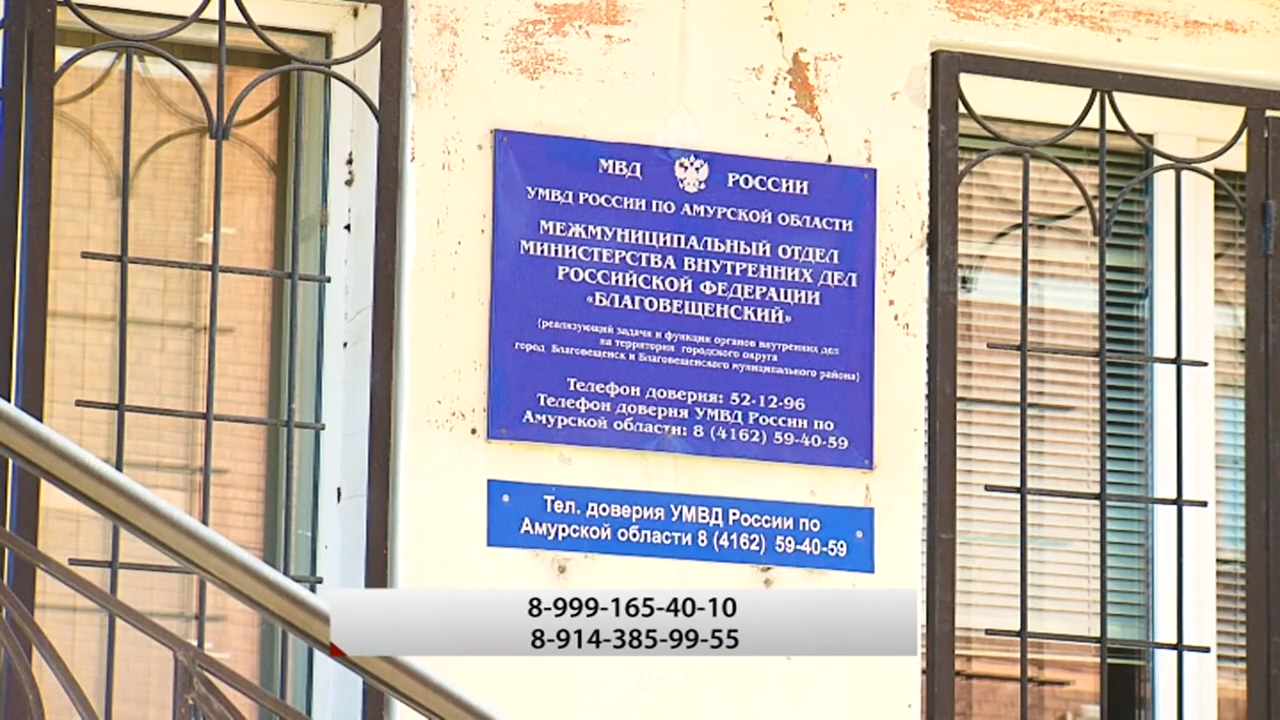 МВД РОССИИ
УМВД РОССИИ ПО АМУРСКОЙ ОБЛАСТИ
МЕЖМУНИЦИПАЛЬНЫЙ ОТДЕЛ
МИНИСТЕРСТВА ВНУТРЕННИХ ДЕЛ
РОССИЙСКОЙ ФЕДЕРАЦИИ
«БЛАГОВЕЩЕНСКИЙ»
(реализующий задачи и функции органов внутренних дел
на территории городского округа
город Благовещенск и Благовещенского муниципального района)
Телефон доверия: 52-12-96
Телефон доверия УМВД России по
Амурской области: 8 (4162) 59-40-59
Тел. доверия УМВД России по
Амурской области 8 (4162) 59-40-59
8-999-165-40-10
8-914-385-99-55